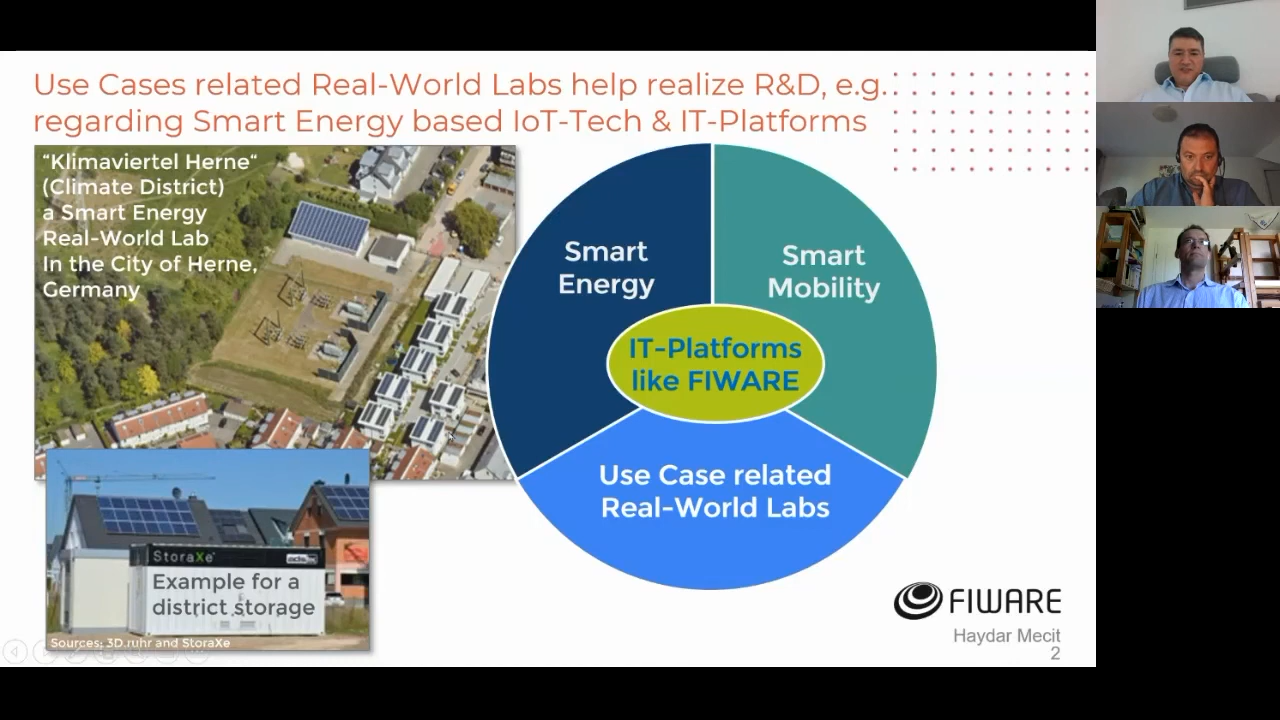 Use Cases related Real-World Labs help realize R&D, e.g.
regarding Smart Energy based IoT-Tech & IT-Platforms
“Klimaviertel Herne“
(Climate District)
a Smart Energy
Real-World Lab
In the City of Herne,
Germany
Smart
Energy
Smart
Mobility
IT-Platforms
like FIWARE
Use Case related
Real-World Labs
StoraXe
Example for a
district storage
Sources: 3D.ruhr and StoraXe
FIWARE
Haydar Mecit
2